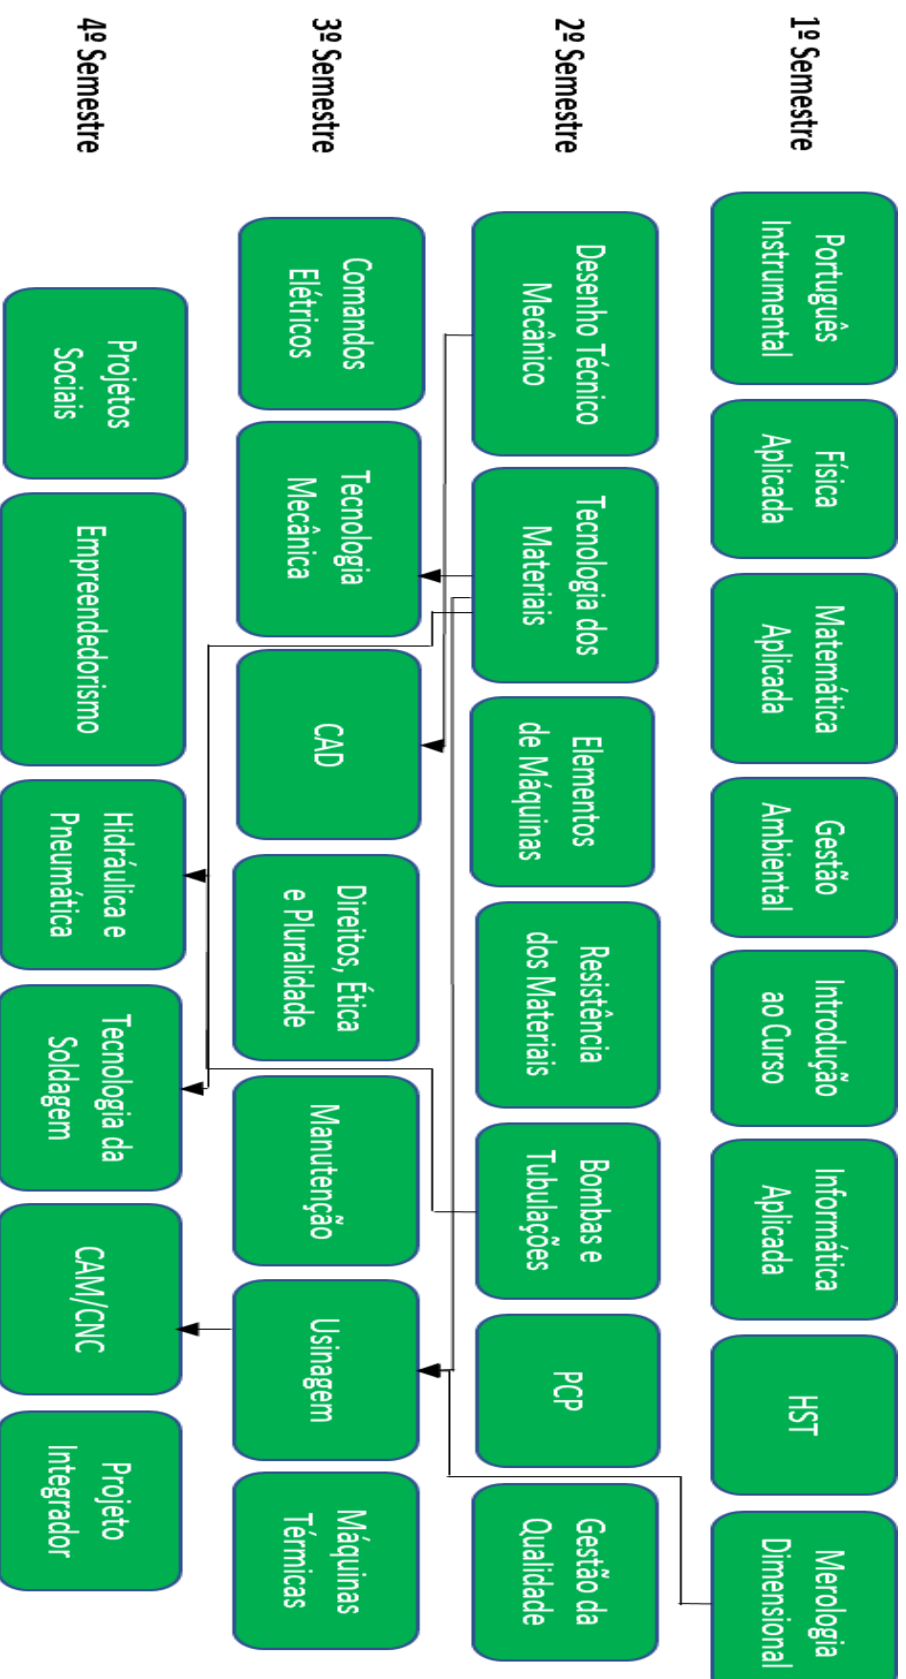 1º Semestre
Português
Instrumental
Física
Aplicada
Matemática
Aplicada
Gestão
Ambiental
Introdução
ao Curso
Informática
Aplicada
HST
Merologia
Dimensional
2º Semestre
Desenho Técnico
Mecânico
Tecnologia dos
Materiais
Elementos
de Máquinas
Resistência
dos Materiais
Bombas e
Tubulações
PCP
Gestão da
Qualidade
3º Semestre
Comandos
Elétricos
Tecnologia
Mecânica
CAD
Direitos, Ética
e Pluralidade
Manutenção
Usinagem
Máquinas
Térmicas
4º Semestre
Projetos
Sociais
Empreendedorismo
Hidráulica e
Pneumática
Tecnologia da
Soldagem
CAM/CNC
Projeto
Integrador